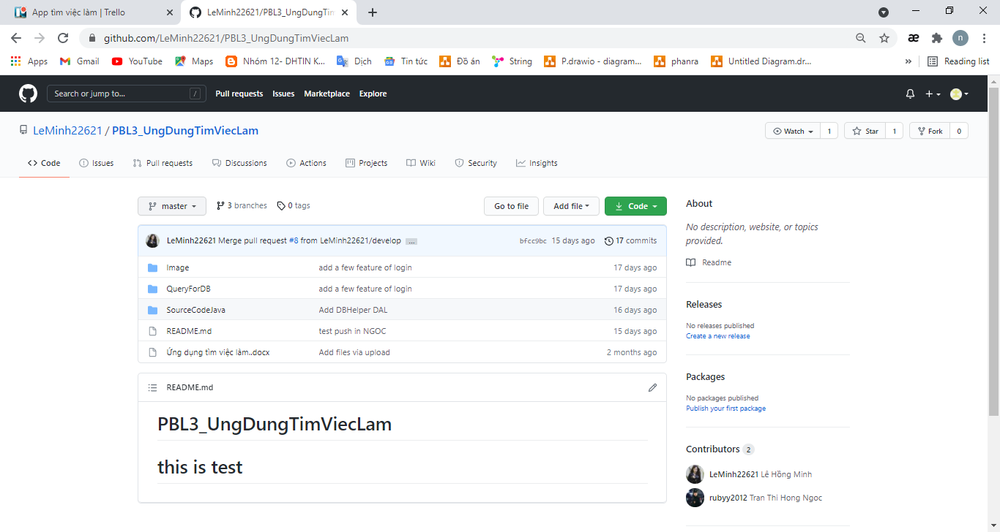 App tìm việc làm | Trello
LeMinh22621/PBL3_UngDungTim
github.com/LeMinh22621/PBL3_UngDungTimViecLam
æ
n
Apps Gmail YouTube Maps Nhóm 12- DHTIN K... Dịch Tin tức Đồ án String P.drawio - diagram... phanra Untitled Diagram.dr... » Reading list
Search or jump to... / Pull requests Issues Marketplace Explore
LeMinh22621 / PBL3_UngDungTimViecLam
Watch 1 Star 1 Fork 0
Code Issues Pull requests Discussions Actions Projects Wiki Security Insights
master 3 branches 0 tags Go to file Add file Code
LeMinh22621 Merge pull request #8 from LeMinh22621/develop ... bfcc9bc 15 days ago 17 commits
Image add a few feature of login 17 days ago
QueryForDB add a few feature of login 17 days ago
SourceCodeJava Add DBHelper DAL 16 days ago
README.md test push in NGOC 15 days ago
Ứng dụng tìm việc làm..docx Add files via upload 2 months ago
README.md
PBL3_UngDungTimViecLam
this is test
About
No description, website, or topics
provided.
Readme
Releases
No releases published
Create a new release
Packages
No packages published
Publish your first package
Contributors 2
LeMinh22621 Lê Hồng Minh
rubyy2012 Tran Thi Hong Ngoc